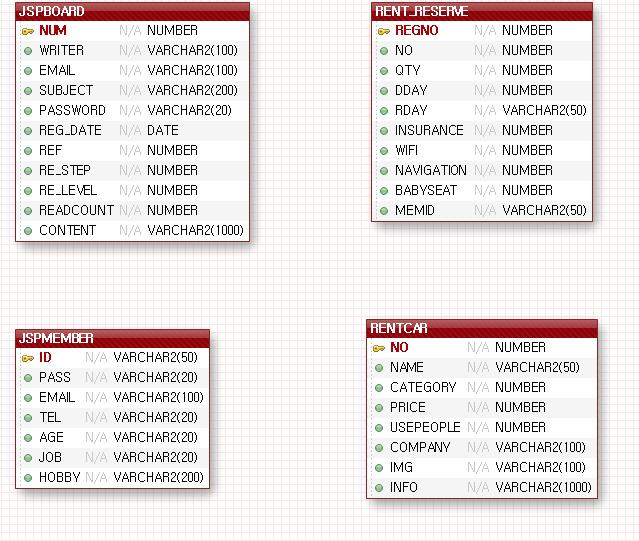 JSPBOARD
NUM N/A NUMBER
WRITER N/A VARCHAR2(100)
EMAIL N/A VARCHAR2(100)
SUBJECT N/A VARCHAR2(200)
PASSWORD N/A VARCHAR2(20)
REG_DATE N/A DATE
REF N/A NUMBER
RE_STEP N/A NUMBER
RE_LEVEL N/A NUMBER
READCOUNT N/A NUMBER
CONTENT N/A VARCHAR2(1000)
RENT_RESERVE
REGNO N/A NUMBER
NO N/A NUMBER
QTY N/A NUMBER
DDAY N/A NUMBER
RDAY N/A VARCHAR2(50)
INSURANCE N/A NUMBER
WIFI N/A NUMBER
NAVIGATION N/A NUMBER
BABYSEAT N/A NUMBER
MEMID N/A VARCHAR2(50)
JSPMEMBER
ID N/A VARCHAR2(50)
PASS N/A VARCHAR2(20)
EMAIL N/A VARCHAR2(100)
TEL N/A VARCHAR2(20)
AGE N/A VARCHAR2(20)
JOB N/A VARCHAR2(20)
HOBBY N/A VARCHAR2(200)
RENTCAR
NO N/A NUMBER
NAME N/A VARCHAR2(50)
CATEGORY N/A NUMBER
PRICE N/A NUMBER
USEPEOPLE N/A NUMBER
COMPANY N/A VARCHAR2(100)
IMG N/A VARCHAR2(100)
INFO N/A VARCHAR2(1000)